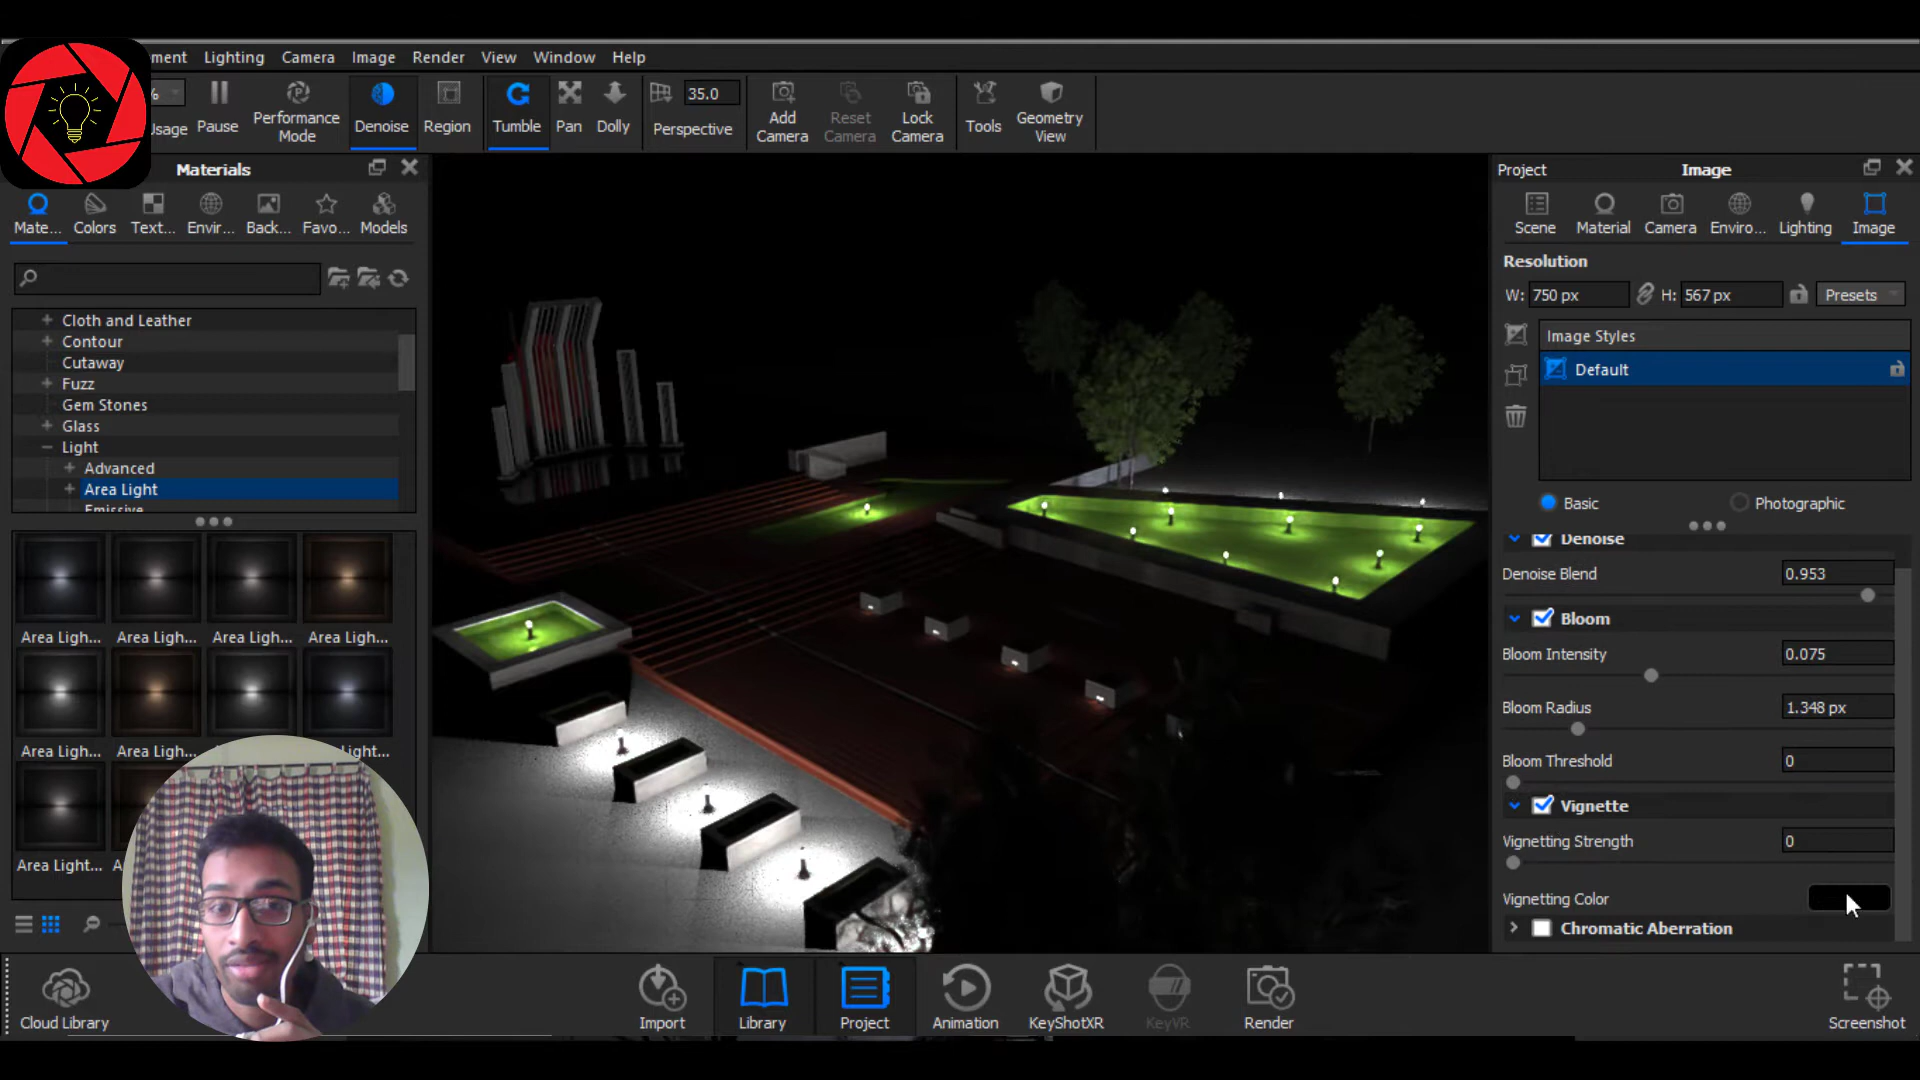 ment Lighting Camera Image Render View Window Help
% 35.0
sage Pause Performance Mode Denoise Region Tumble Pan Dolly Perspective Add Camera Reset Camera Lock Camera Tools Geometry View
Materials
Mate... Colors Text... Envir... Back... Favo... Models
Cloth and Leather
Contour
Cutaway
Fuzz
Gem Stones
Glass
Light
Advanced
Area Light
Emissive
Area Ligh... Area Ligh... Area Ligh... Area Ligh...
Area Ligh... Area Ligh... Area Ligh... ght...
Area Light... A
Project Image
Scene Material Camera Enviro... Lighting Image
Resolution
W: 750 px H: 567 px Presets
Image Styles
Default
Basic Photographic
Denoise
Denoise Blend 0.953
Bloom
Bloom Intensity 0.075
Bloom Radius 1.348 px
Bloom Threshold 0
Vignette
Vignetting Strength 0
Vignetting Color
Chromatic Aberration
Cloud Library Import Library Project Animation KeyShotXR KeyVR Render Screenshot